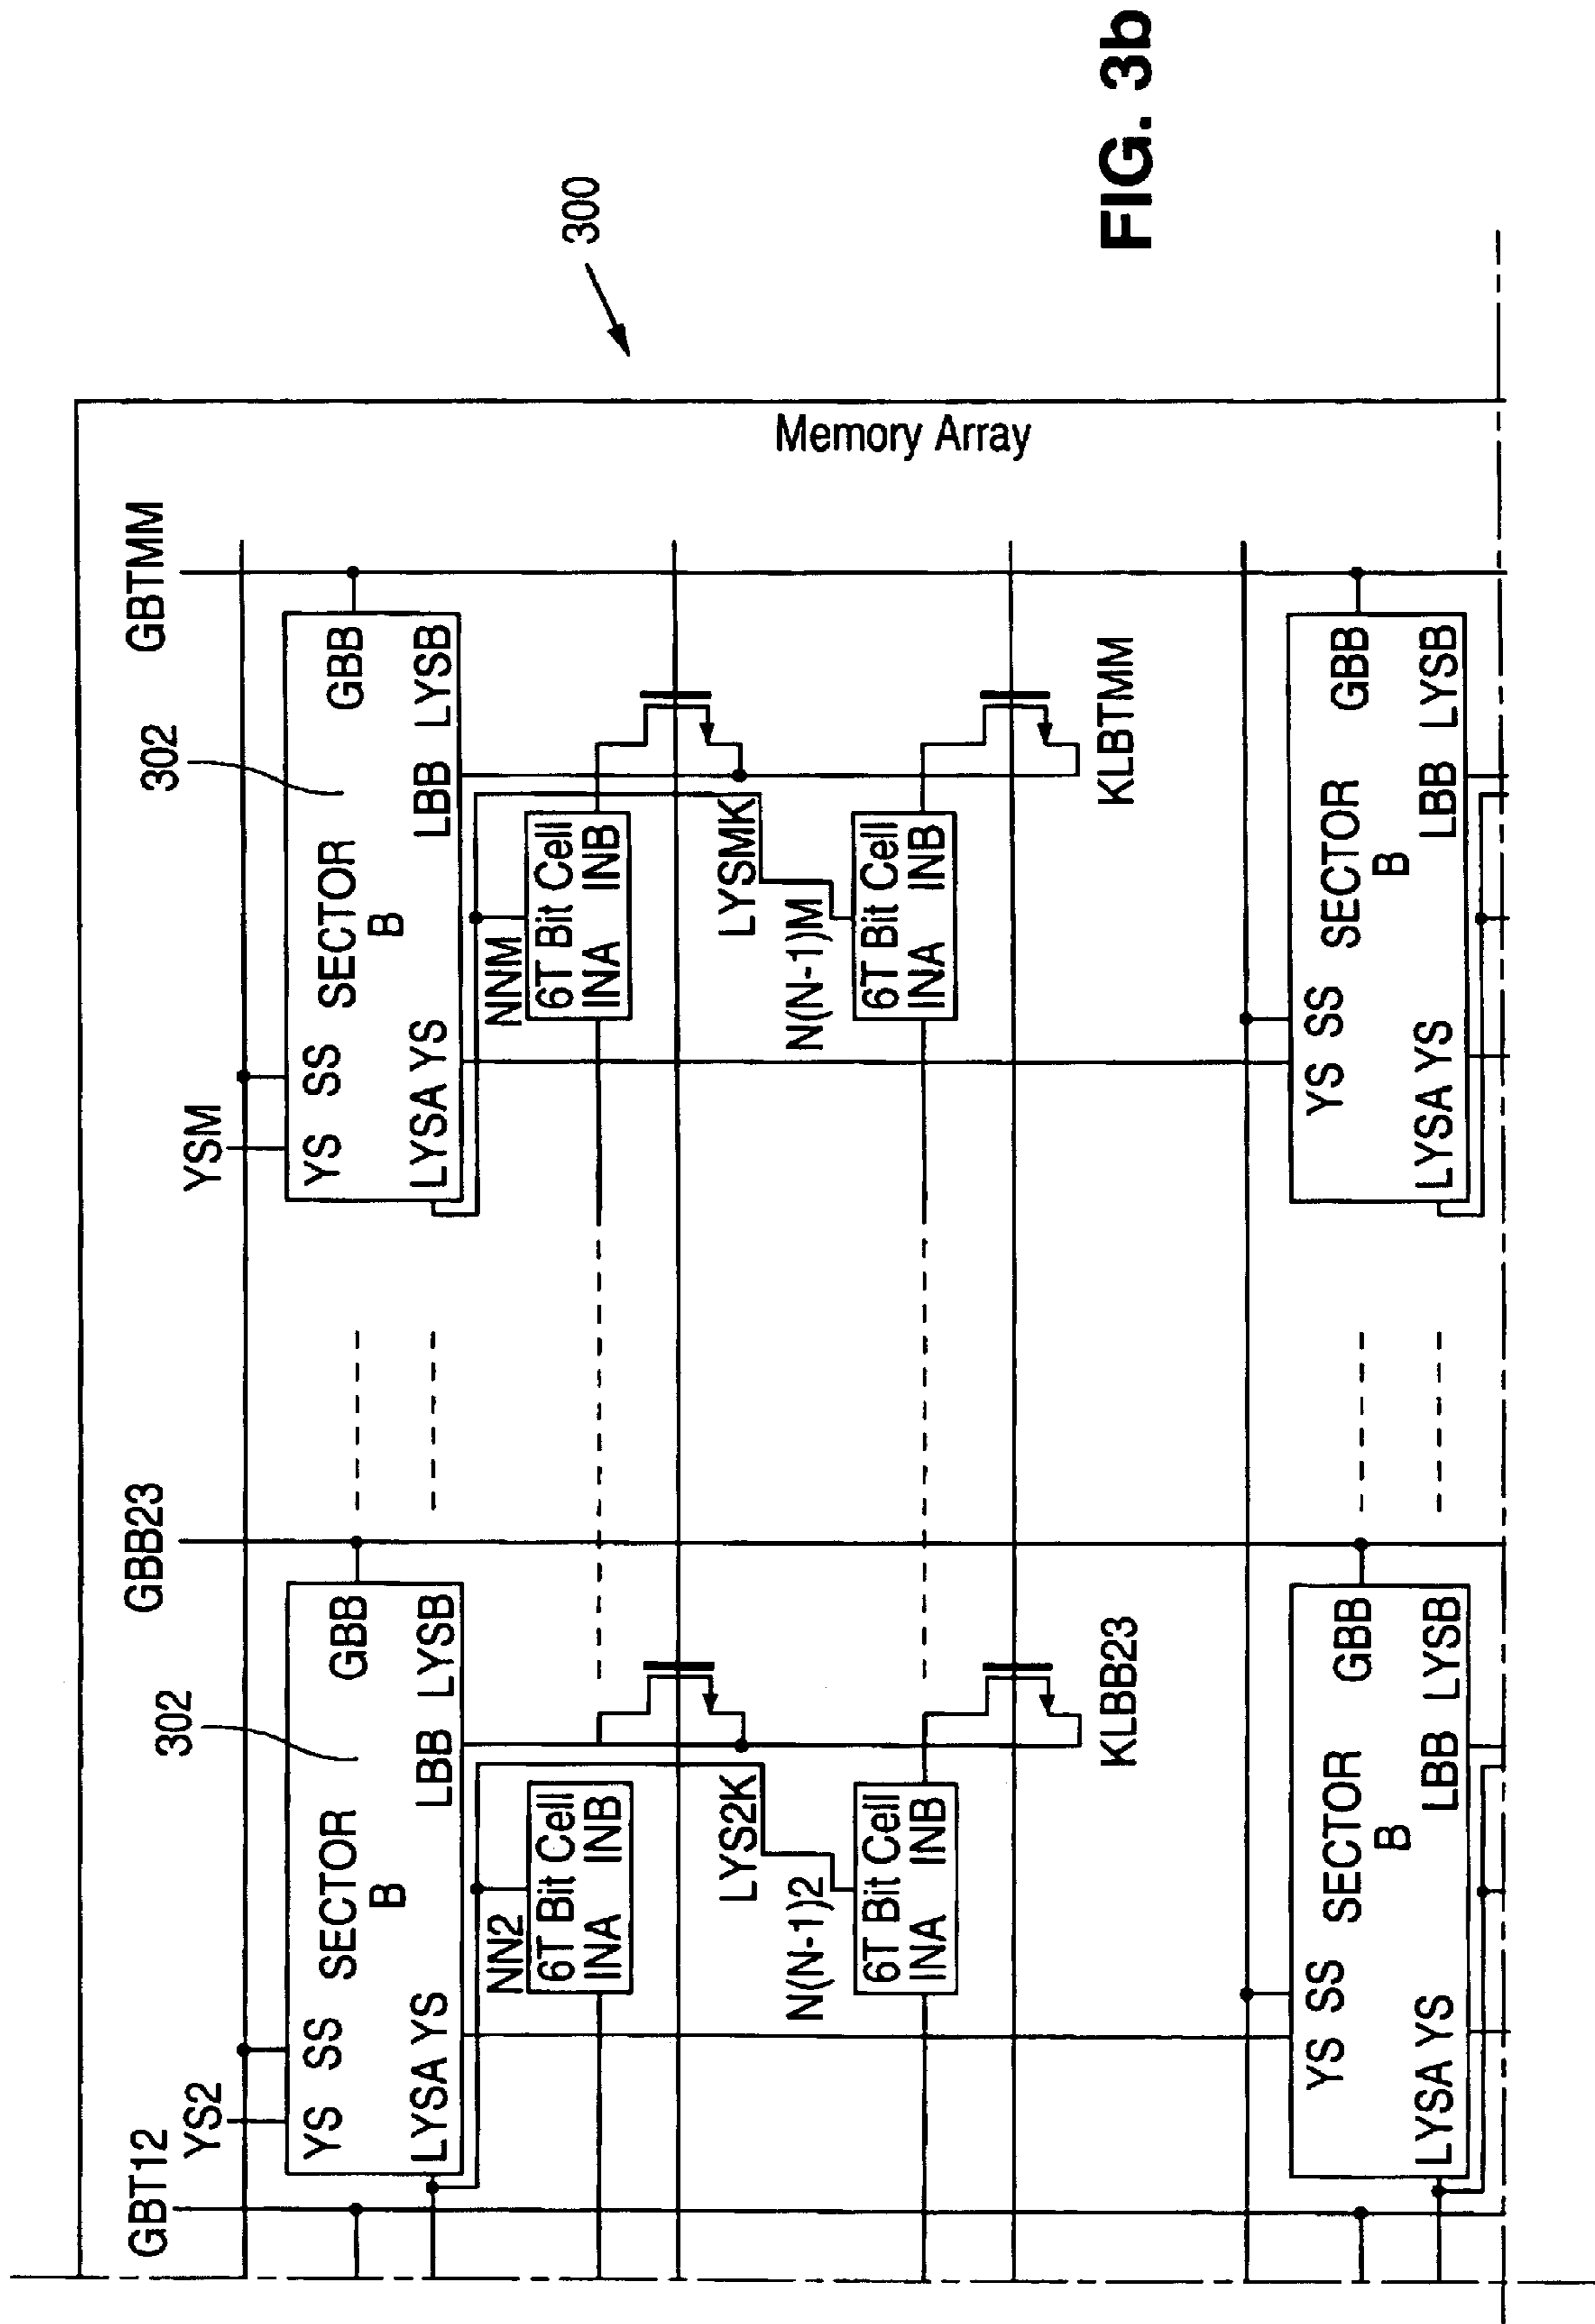 FIG. 3b
300
Memory Array
GBT12
YS2
GBB23
YSM
GBTMM
302
302
YS SS
SECTOR
B
GBB
LYSA YS
LBB LYSB
YS SS
SECTOR
B
GBB
LYSA YS
LBB LYSB
NN2
6T Bit Cell
INA INB
NNM
6T Bit Cell
INA INB
LYS2K
LYSMK
N(N-1)2
6T Bit Cell
INA INB
N(N-1)M
6T Bit Cell
INA INB
KLBB23
KLBTMM
YS SS
SECTOR
B
GBB
LYSA YS
LBB LYSB
YS SS
SECTOR
B
GBB
LYSA YS
LBB LYSB